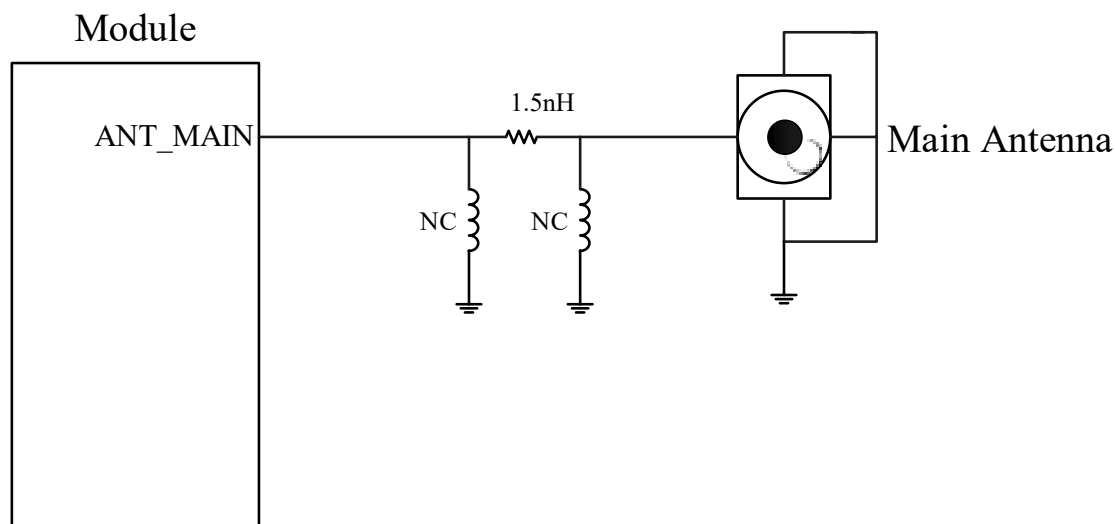 Module
1.5nH
ANT_MAIN
Main Antenna
NC
NC